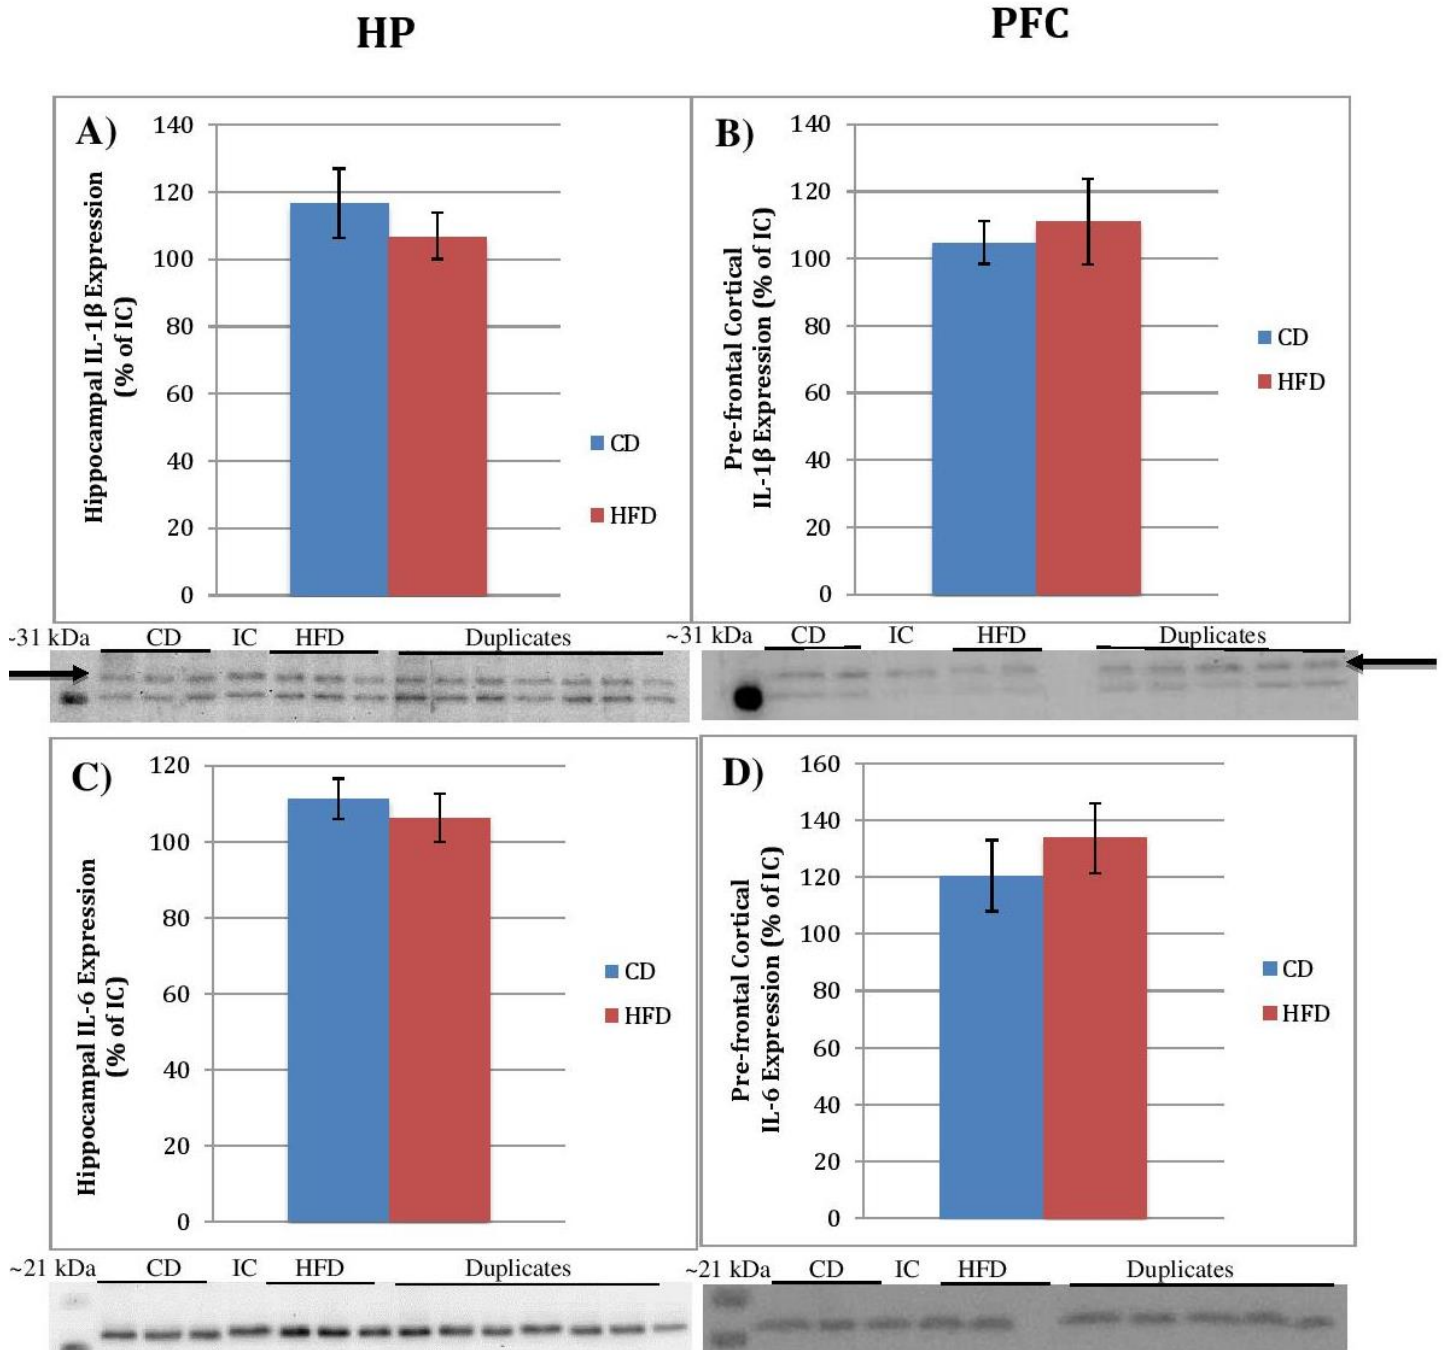 HP
PFC
A)
140
120
100
80
60
40
20
0
Hippocampal IL-1β Expression
(% of IC)
CD
HFD
B)
140
120
100
80
60
40
20
0
Pre-frontal Cortical
IL-1β Expression (% of IC)
CD
HFD
~31 kDa CD IC HFD Duplicates
~31 kDa CD IC HFD Duplicates
C)
120
100
80
60
40
20
0
Hippocampal IL-6 Expression
(% of IC)
CD
HFD
D)
160
140
120
100
80
60
40
20
0
Pre-frontal Cortical
IL-6 Expression (% of IC)
CD
HFD
~21 kDa CD IC HFD Duplicates
~21 kDa CD IC HFD Duplicates